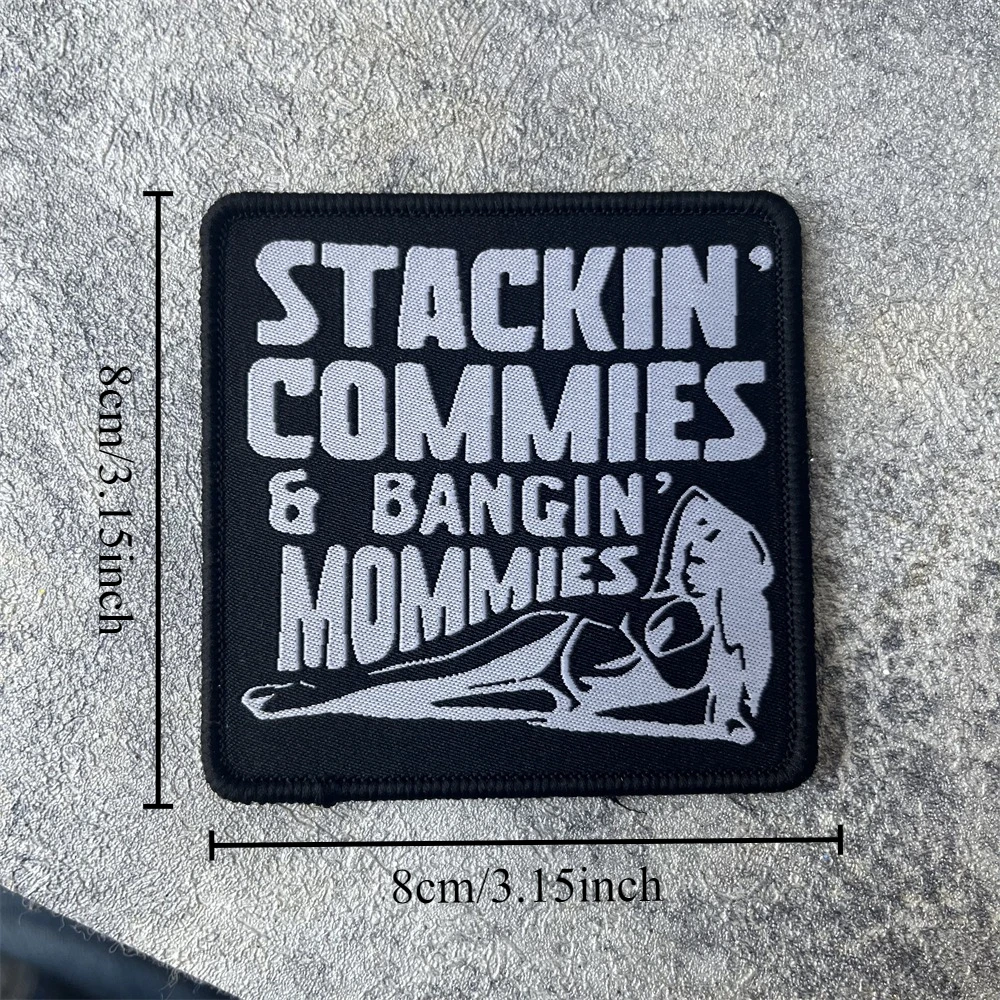 STACKIN'
COMMIES
& BANGIN'
MOMMIES
8cm/3.15inch
8cm/3.15inch